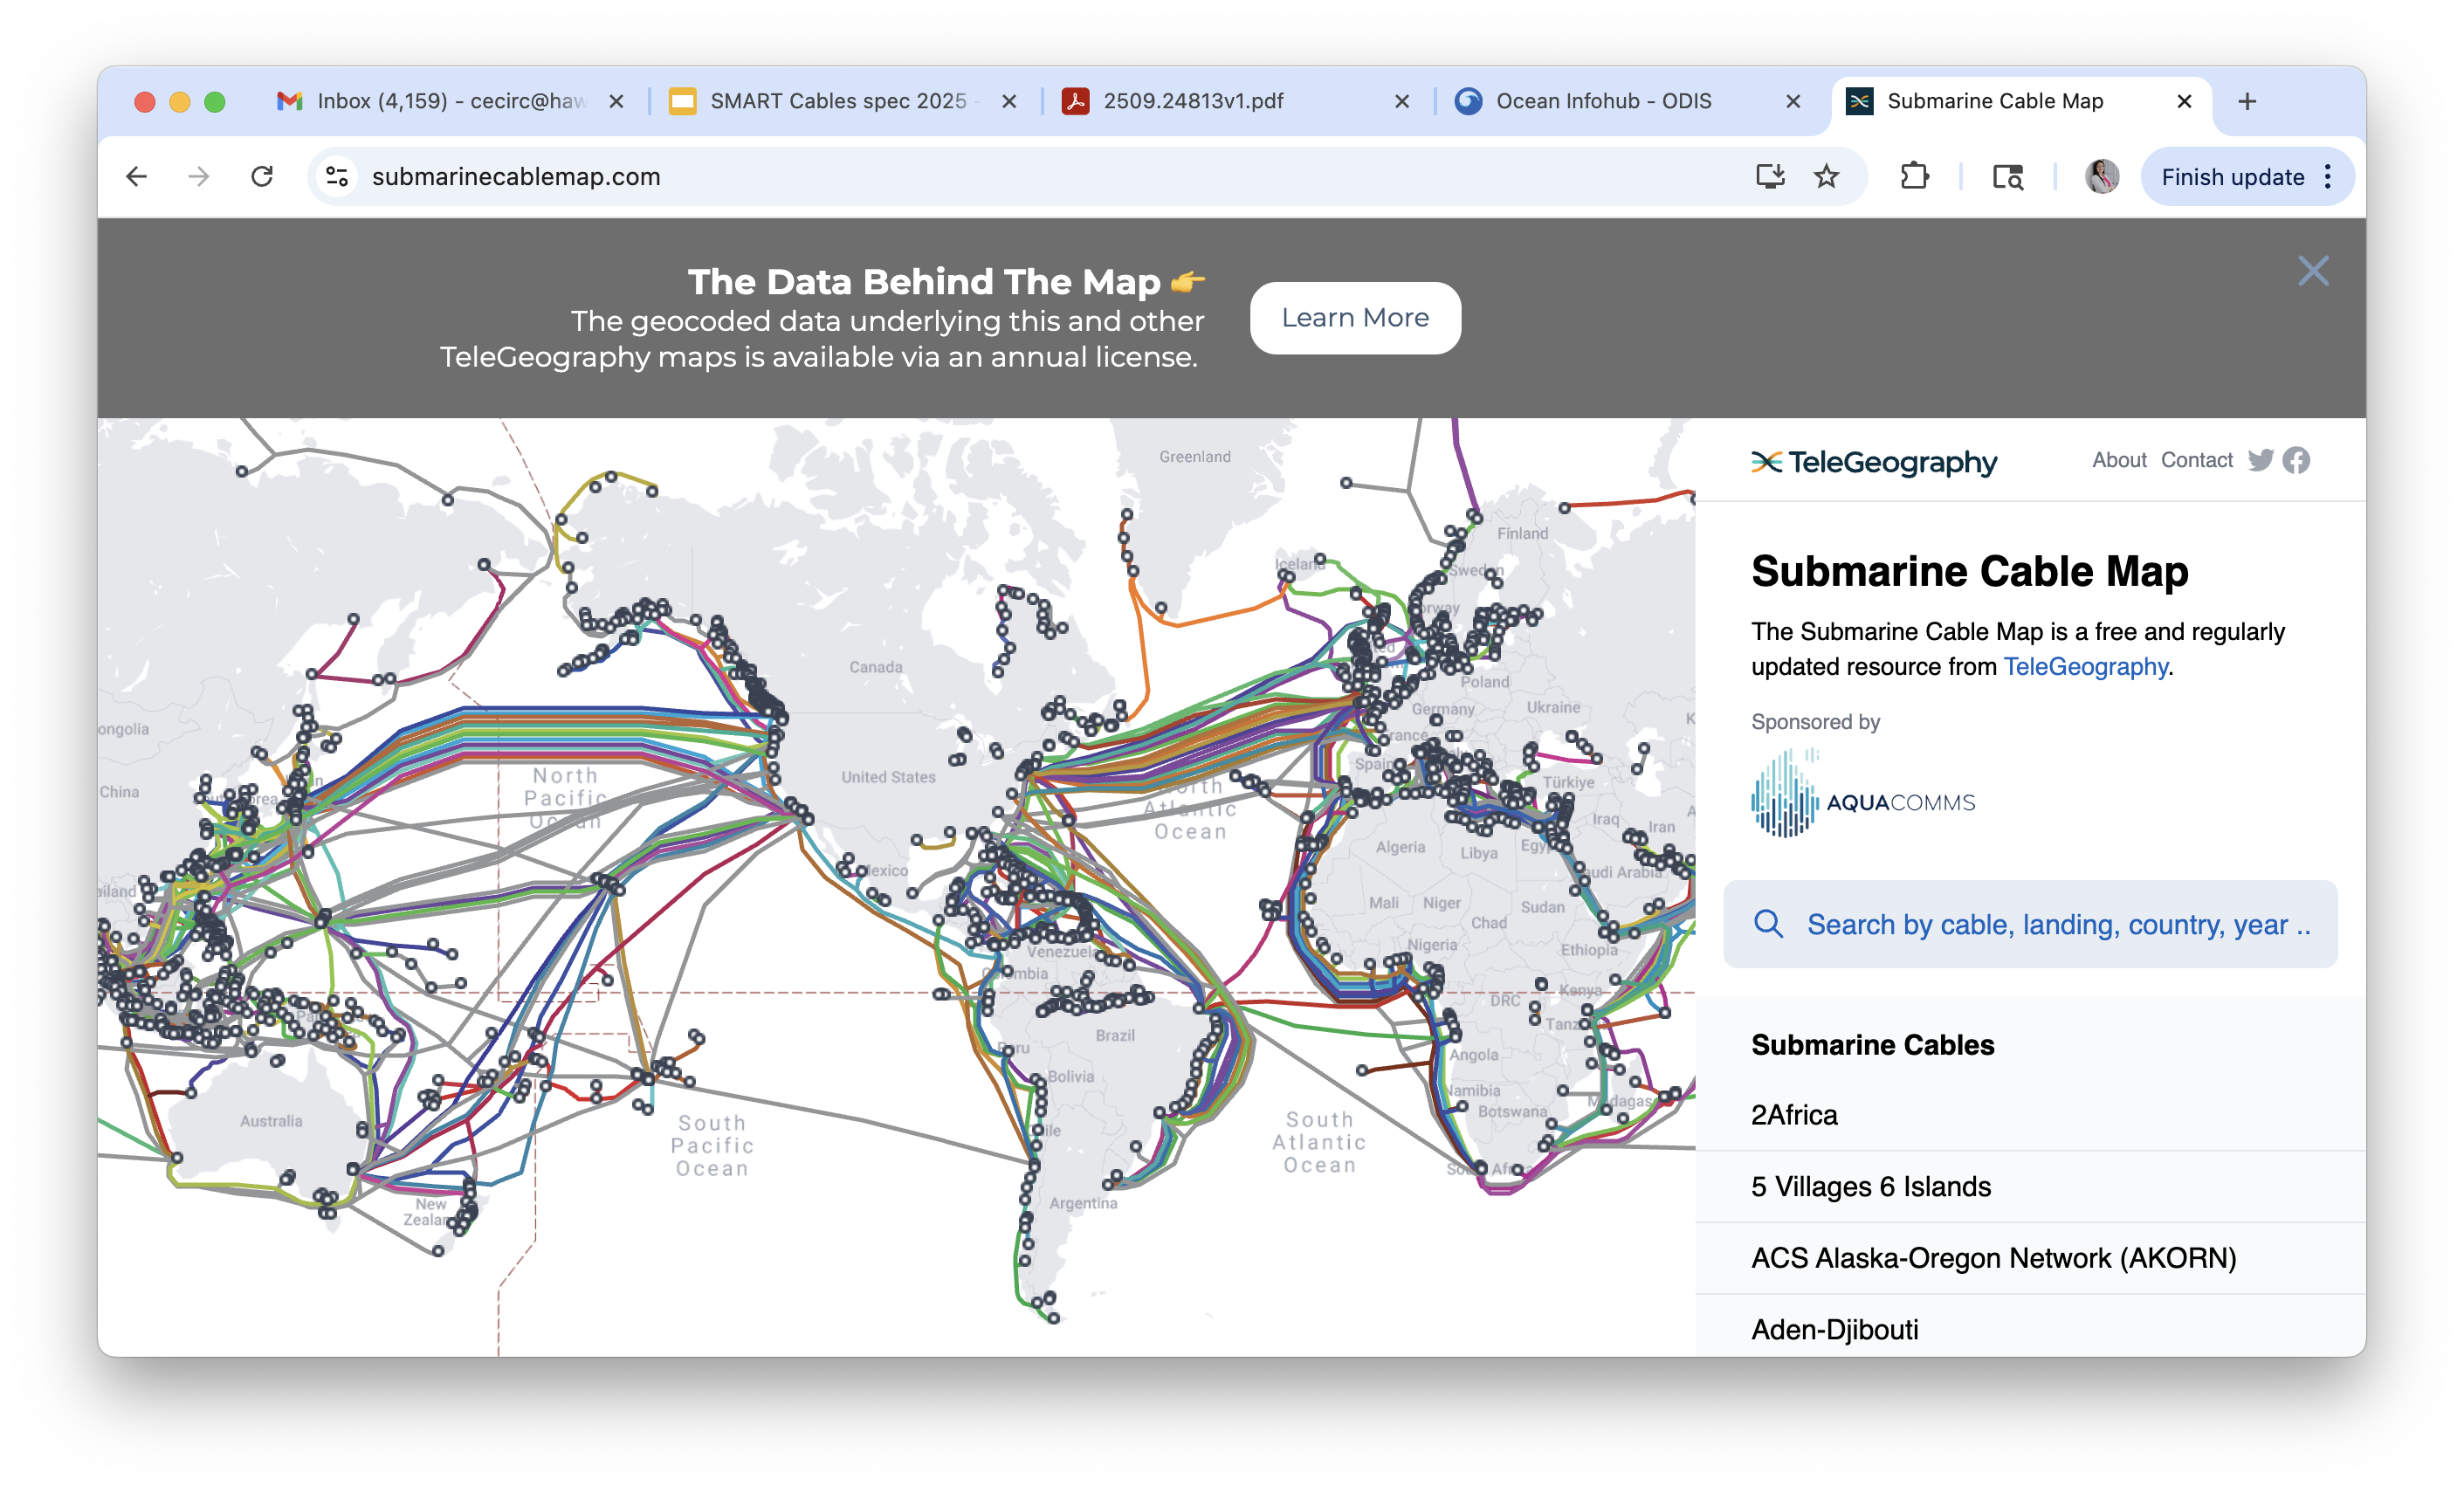 Inbox (4,159) - cecirc@haw
SMART Cables spec 2025 -
2509.24813v1.pdf
Ocean Infohub - ODIS
Submarine Cable Map
submarinecablemap.com
Finish update
The Data Behind The Map 👉
The geocoded data underlying this and other
TeleGeography maps is available via an annual license.
Learn More
TeleGeography
About Contact
Submarine Cable Map
The Submarine Cable Map is a free and regularly
updated resource from TeleGeography.
Sponsored by
AQUACOMMS
Search by cable, landing, country, year ..
Submarine Cables
2Africa
5 Villages 6 Islands
ACS Alaska-Oregon Network (AKORN)
Aden-Djibouti
Greenland
Finland
Iceland
Sweden
Canada
Poland
Germany
Ukraine
ongolia
United States
Spain
Türkiye
China
North
Pacific
Ocean
Atlantic
Ocean
Iraq
Iran
Algeria
Libya
Mali
Niger
Chad
Sudan
Nigeria
Ethiopia
Venezuela
DRC
Kenya
Brazil
Angola
Bolivia
Namibia
Botswana
Australia
South
Pacific
Ocean
South
Atlantic
Ocean
Argentina
New